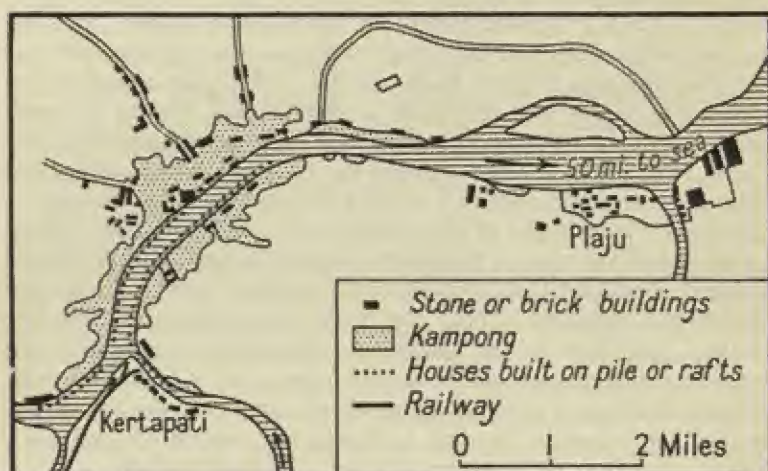 50 mi. to sea
Plaju
Stone or brick buildings
Kampong
Houses built on pile or rafts
Railway
Kertapati
0 1 2 Miles